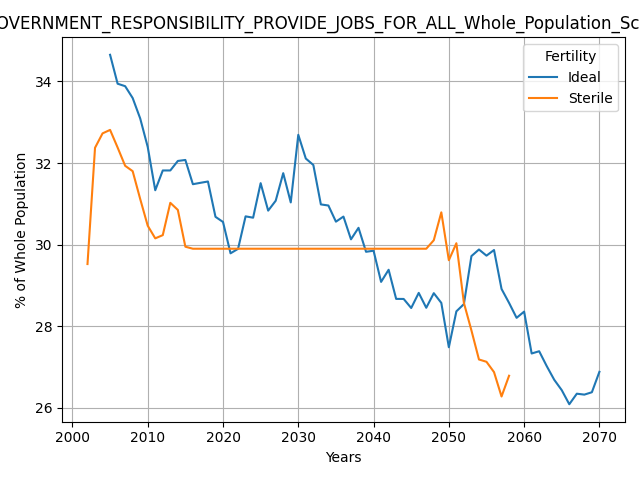 OVERNMENT_RESPONSIBILITY_PROVIDE_JOBS_FOR_ALL_Whole_Population_Sc
Fertility
Ideal
Sterile
% of Whole Population
34
32
30
28
26
2000 2010 2020 2030 2040 2050 2060 2070
Years